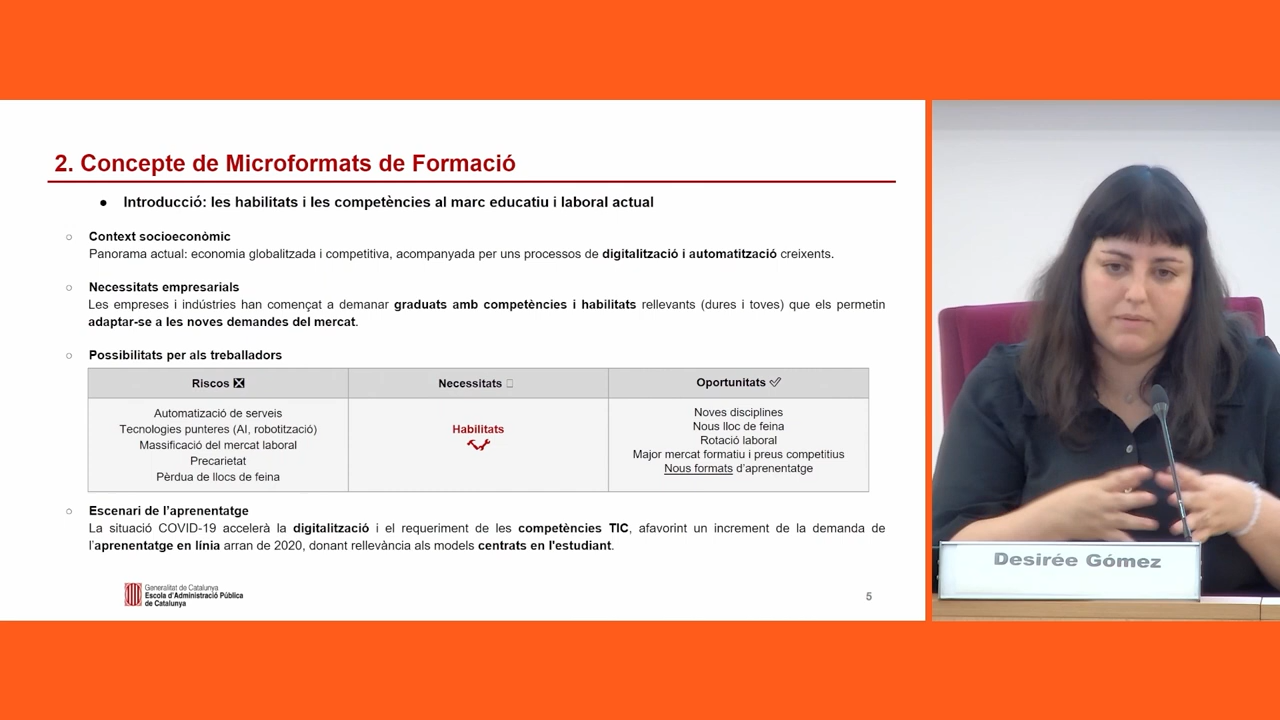 2. Concepte de Microformats de Formació
● Introducció: les habilitats i les competències al marc educatiu i laboral actual
○ Context socioeconòmic
Panorama actual: economia globalitzada i competitiva, acompanyada per uns processos de digitalització i automatització creixents.
○ Necessitats empresarials
Les empreses i indústries han començat a demanar graduats amb competències i habilitats rellevants (dures i toves) que els permetin
adaptar-se a les noves demandes del mercat.
○ Possibilitats per als treballadors
Riscos
Automatizació de serveis
Tecnologies punteres (AI, robotització)
Massificació del mercat laboral
Precarietat
Pèrdua de llocs de feina
Necessitats
Habilitats
Oportunitats
Noves disciplines
Nous lloc de feina
Rotació laboral
Major mercat formatiu i preus competitius
Nous formats d'aprenentatge
○ Escenari de l'aprenentatge
La situació COVID-19 accelerà la digitalització i el requeriment de les competències TIC, afavorint un increment de la demanda de
l'aprenentatge en línia arran de 2020, donant rellevància als models centrats en l'estudiant.
Generalitat de Catalunya
Escola d'Administració Pública
de Catalunya
5
Desirée Gómez